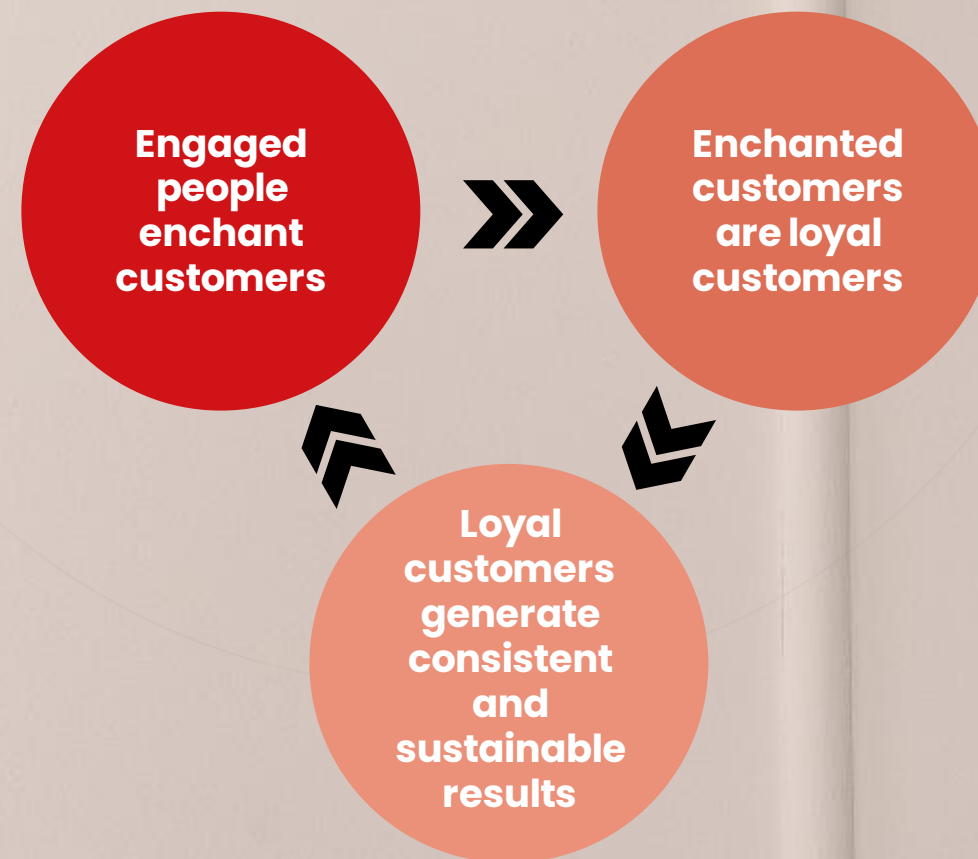 Engaged
people
enchant
customers
Enchanted
customers
are loyal
customers
Loyal
customers
generate
consistent
and
sustainable
results